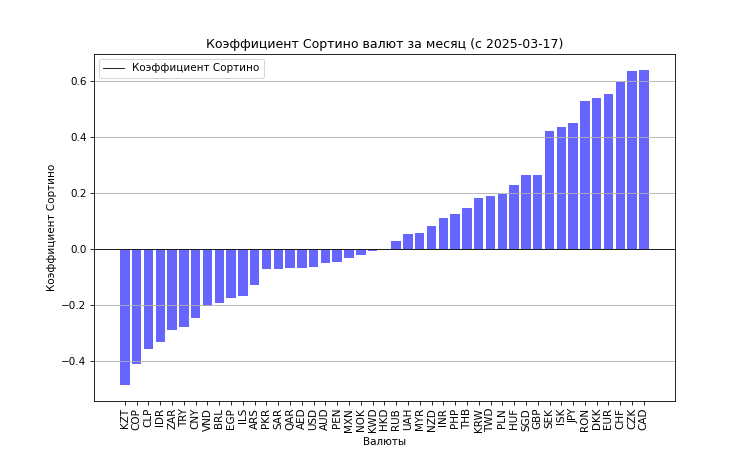 Коэффициент Сортино валют за месяц (с 2025-03-17)
Коэффициент Сортино
0.6
0.4
0.2
0.0
−0.2
−0.4
Коэффициент Сортино
KZT COP CLP IDR ZAR TRY CNY VND BRL EGP ILS ARS PKR SAR QAR AED USD AUD PEN MXN NOK KWD HKD RUB UAH MYR NZD INR PHP THB KRW TWD PLN HUF SGD GBP SEK ISK JPY RON DKK EUR CHF CZK CAD
Валюты